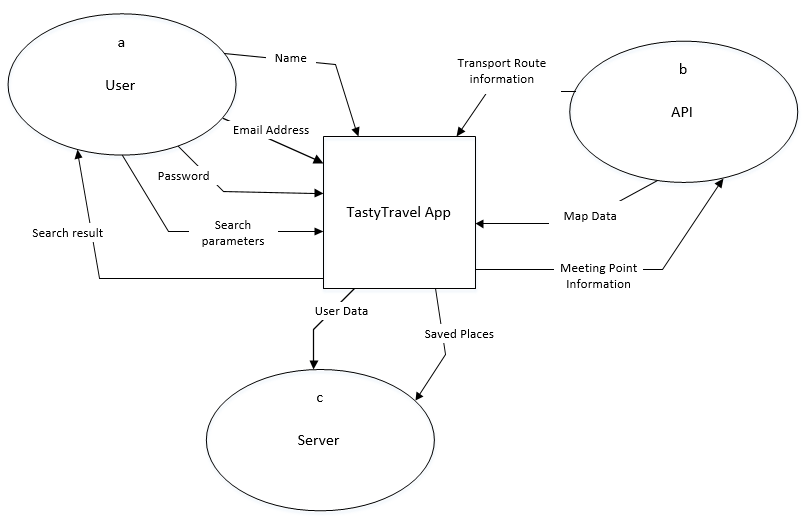 a
User
Name
Email Address
Password
Search
parameters
Search result
TastyTravel App
Transport Route
information
b
API
Map Data
Meeting Point
Information
User Data
Saved Places
c
Server